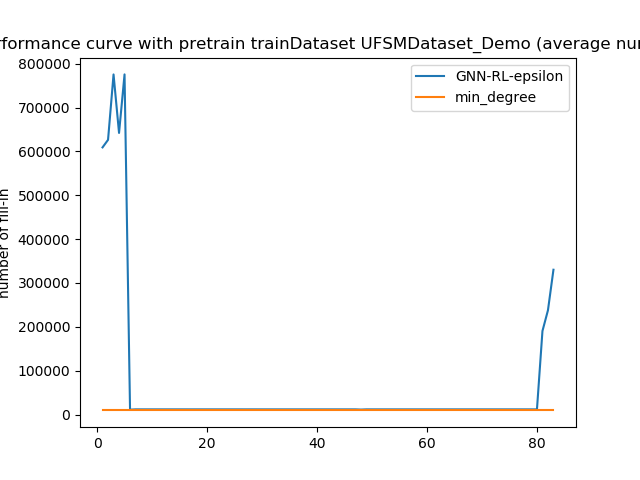 rformance curve with pretrain trainDataset UFSMDataset_Demo (average num
GNN-RL-epsilon
min_degree
number of fill-in
800000
700000
600000
500000
400000
300000
200000
100000
0
0 20 40 60 80